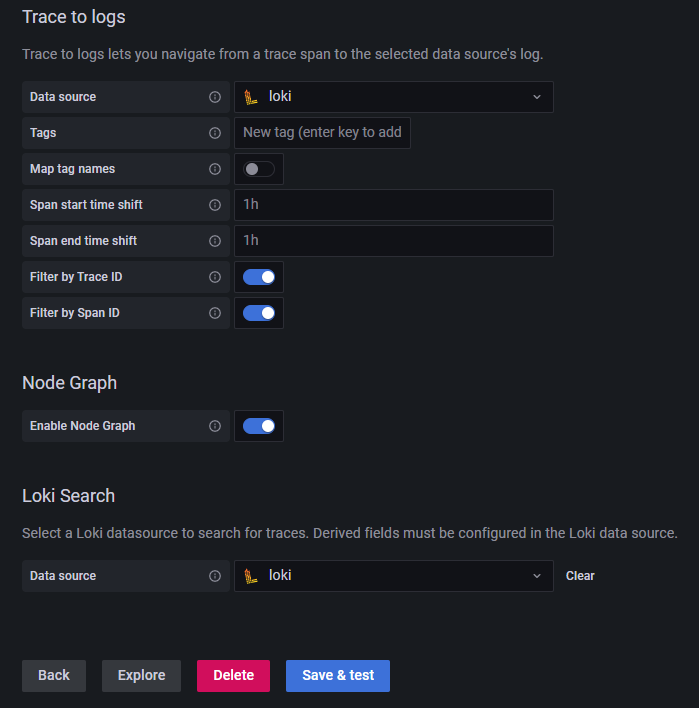 Trace to logs
Trace to logs lets you navigate from a trace span to the selected data source's log.
Data source
loki
Tags
New tag (enter key to add
Map tag names
Span start time shift
1h
Span end time shift
1h
Filter by Trace ID
Filter by Span ID
Node Graph
Enable Node Graph
Loki Search
Select a Loki datasource to search for traces. Derived fields must be configured in the Loki data source.
Data source
loki
Clear
Back
Explore
Delete
Save & test